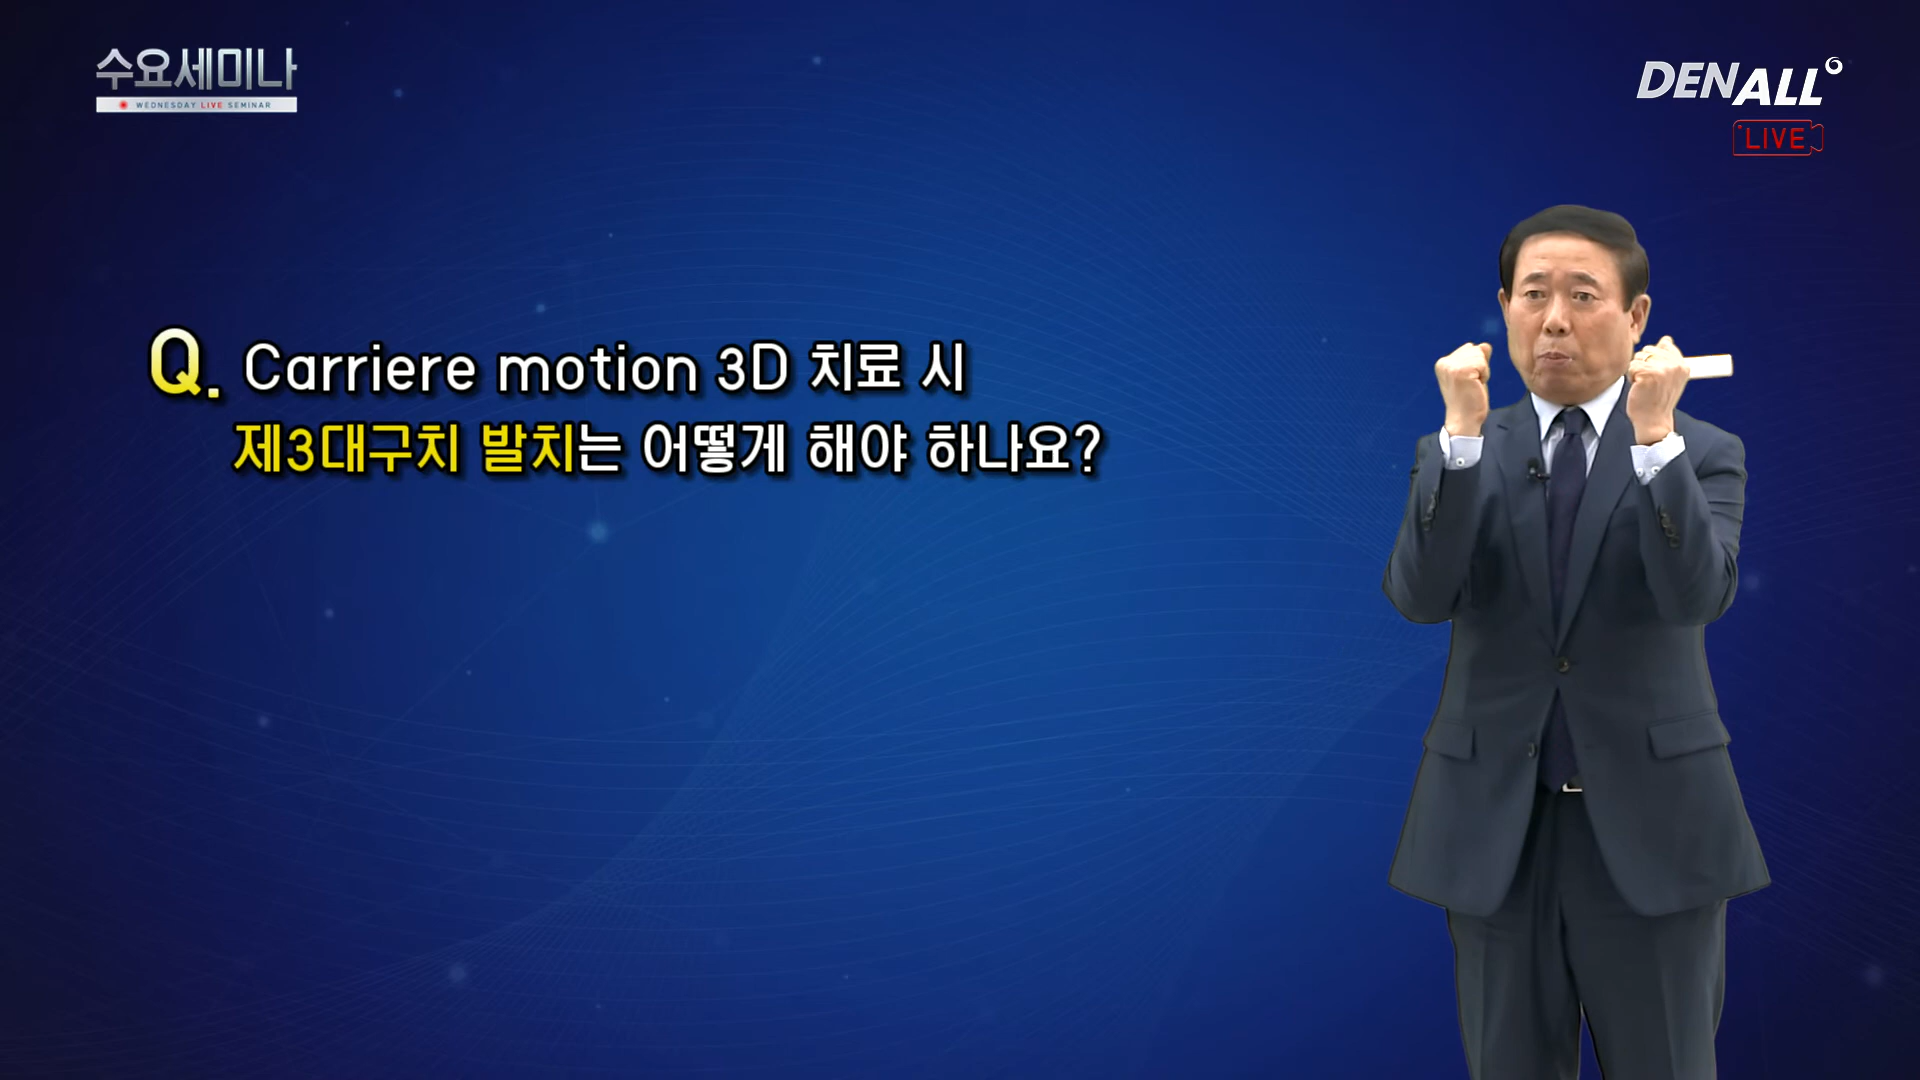 수요세미나
WEDNESDAY LIVE SEMINAR
DENALL
LIVE
Q. Carriere motion 3D 치료 시
제3대구치 발치는 어떻게 해야 하나요?